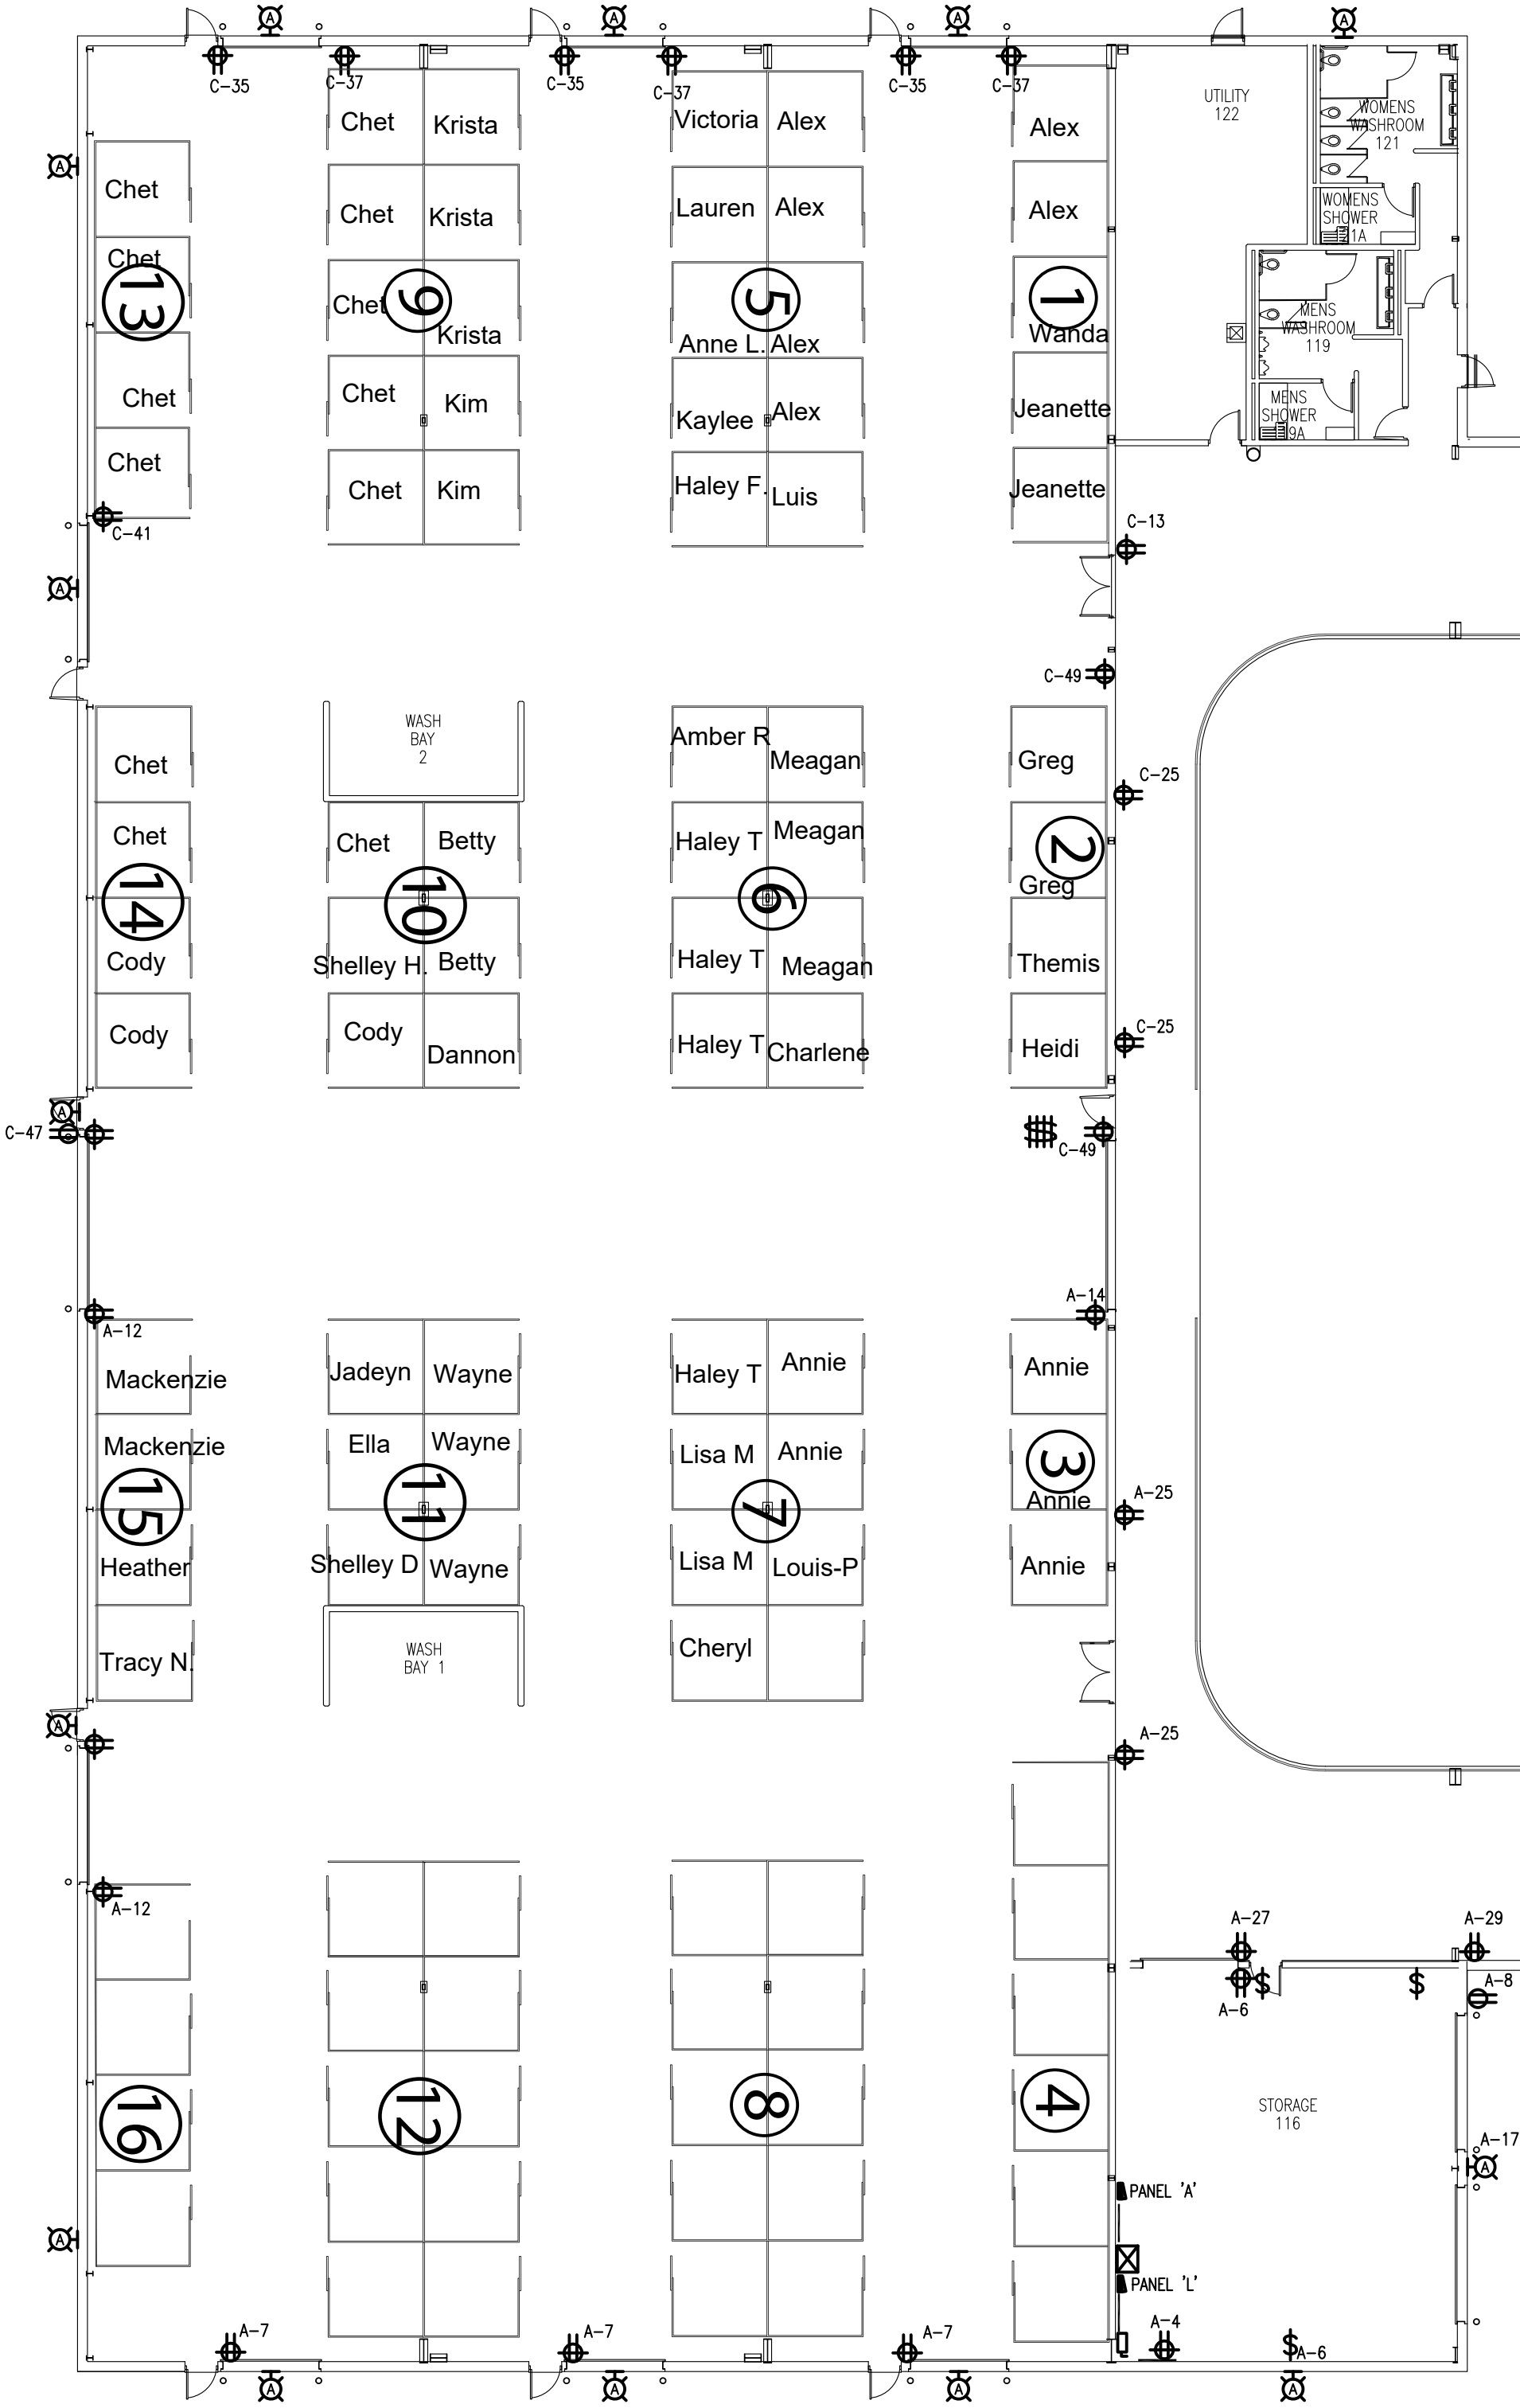 A
A
A
A
C-35
C-37
C-35
C-37
C-35
C-37
UTILITY
122
WOMENS
WASHROOM
121
Chet
Krista
Victoria
Alex
Alex
A
Chet
Chet
Krista
Lauren
Alex
Alex
WOMENS
SHOWER
21A
Chet
13
Chet
9
Krista
5
Anne L.
Alex
1
Wanda
MENS
WASHROOM
119
Chet
Chet
Kim
Kaylee
Alex
Jeanette
MENS
SHOWER
9A
Chet
Chet
Kim
Haley F.
Luis
Jeanette
C-41
C-13
A
C-49
WASH
BAY
2
Chet
Amber R
Meagan
Greg
C-25
Chet
Chet
Betty
Haley T
Meagan
2
Greg
14
10
6
Cody
Shelley H.
Betty
Haley T
Meagan
Themis
Cody
Cody
Dannon
Haley T
Charlene
Heidi
C-25
A
C-47
$
C-49
A-14
A-12
Mackenzie
Jadeyn
Wayne
Haley T
Annie
Annie
Mackenzie
Ella
Wayne
Lisa M
Annie
3
Annie
A-25
15
11
7
Heather
Shelley D
Wayne
Lisa M
Louis-P
Annie
Tracy N.
WASH
BAY 1
Cheryl
A
A-25
A-12
A-27
A-29
A-6
$
$
A-8
16
12
8
4
STORAGE
116
A-17
A
PANEL 'A'
A
PANEL 'L'
A-7
A-7
A-7
A-4
$
A-6
A
A
A
A